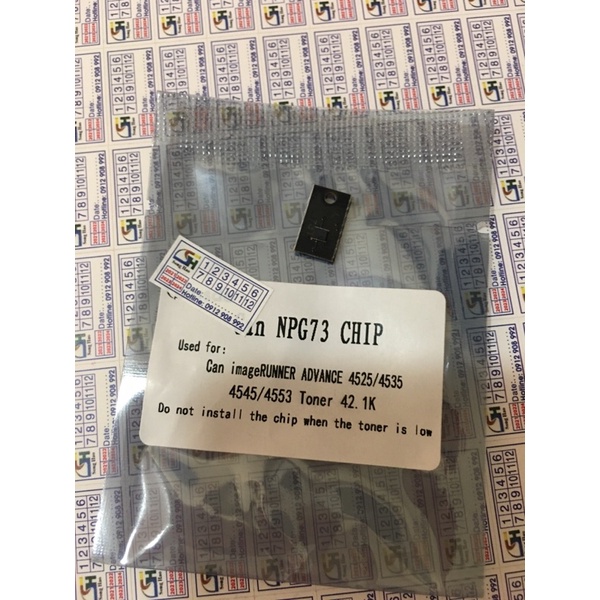 NPG73 CHIP
Used for:
Can imageRUNNER ADVANCE 4525/4535
4545/4553 Toner 42.1K
Do not install the chip when the toner is low
1 2 3 4 5 6
7 8 9 10 11 12
Date:
Hotline: 0912 908 992
SH